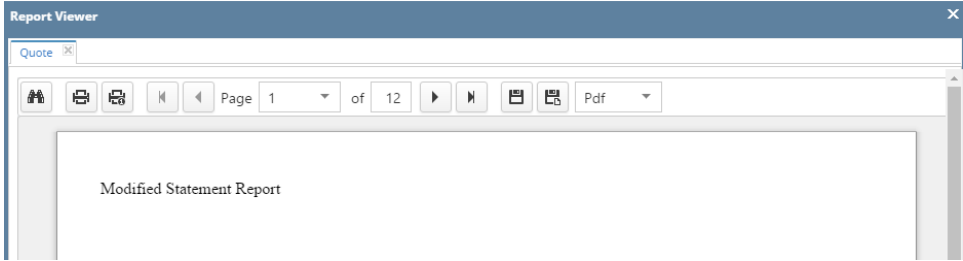 Report Viewer
Quote
Page 1 of 12 Pdf
Modified Statement Report